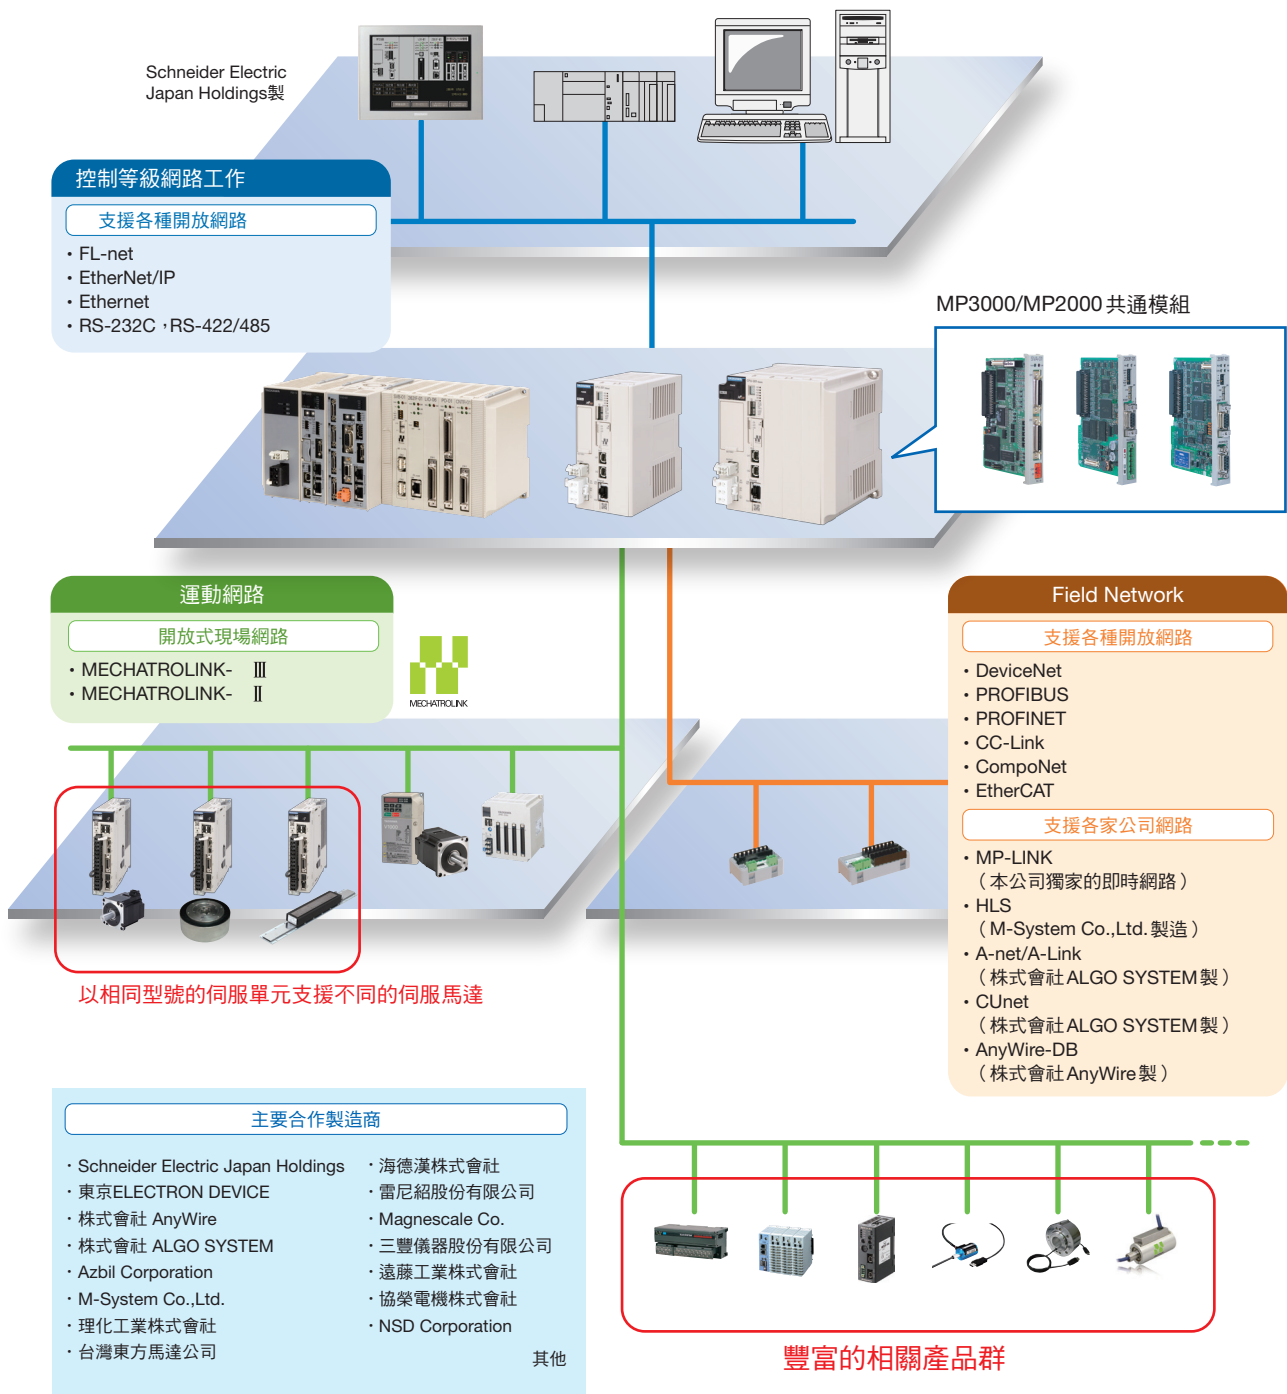 Schneider Electric
Japan Holdings製
控制等級網路工作
支援各種開放網路
・FL-net
・EtherNet/IP
・Ethernet
・RS-232C，RS-422/485
MP3000/MP2000共通模組
運動網路
開放式現場網路
・MECHATROLINK- Ⅲ
・MECHATROLINK- Ⅱ
MECHATROLINK
Field Network
支援各種開放網路
・DeviceNet
・PROFIBUS
・PROFINET
・CC-Link
・CompoNet
・EtherCAT
支援各家公司網路
・MP-LINK
（本公司獨家的即時網路）
・HLS
（M-System Co.,Ltd.製造）
・A-net/A-Link
（株式會社ALGO SYSTEM製）
・CUnet
（株式會社ALGO SYSTEM製）
・AnyWire-DB
（株式會社AnyWire製）
以相同型號的伺服單元支援不同的伺服馬達
主要合作製造商
・Schneider Electric Japan Holdings
・東京ELECTRON DEVICE
・株式會社 AnyWire
・株式會社 ALGO SYSTEM
・Azbil Corporation
・M-System Co.,Ltd.
・理化工業株式會社
・台灣東方馬達公司
・海德漢株式會社
・雷尼紹股份有限公司
・Magnescale Co.
・三豐儀器股份有限公司
・遠藤工業株式會社
・協榮電機株式會社
・NSD Corporation
其他
豐富的相關產品群